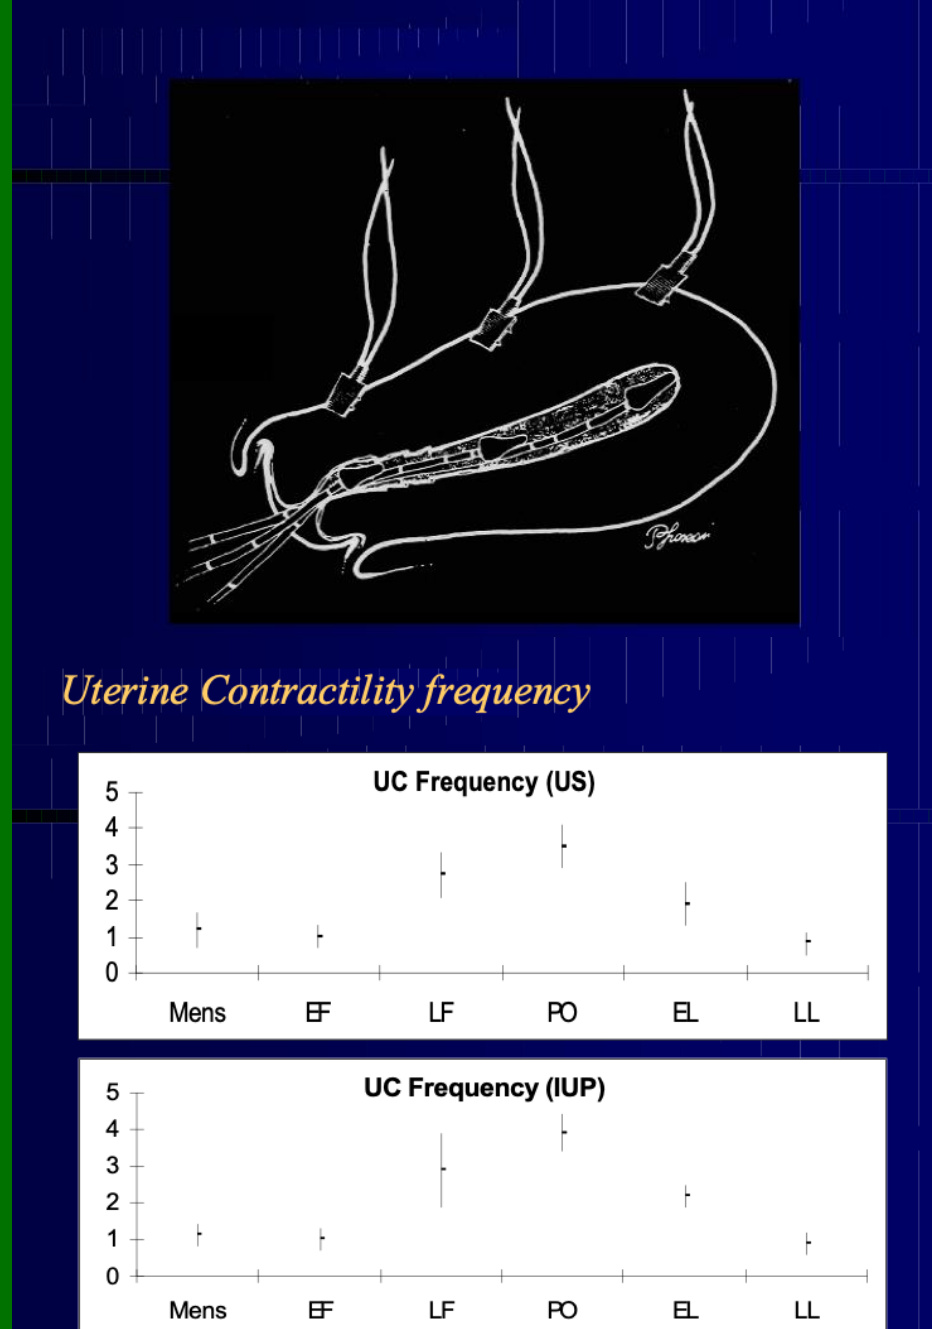 Uterine Contractility frequency
UC Frequency (US)
5
4
3
2
1
0
Mens EF LF PO EL LL
UC Frequency (IUP)
5
4
3
2
1
0
Mens EF LF PO EL LL